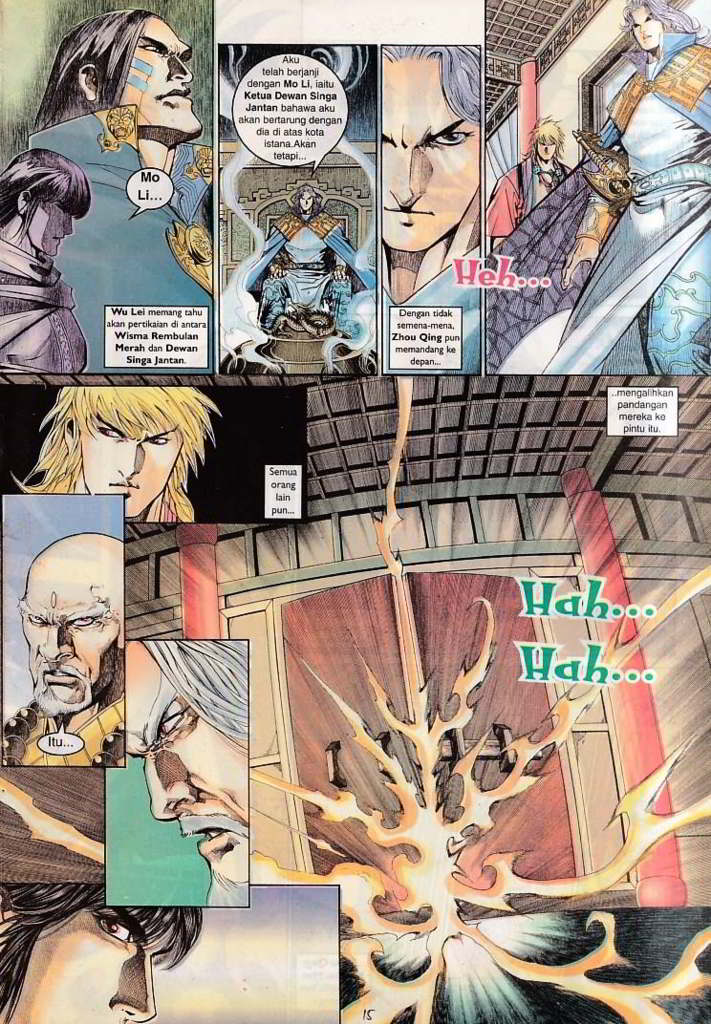 Mo
Li...
Wu Lei memang tahu
akan pertikaian di antara
Wisma Rembulan
Merah dan Dewan
Singa Jantan.
Aku
telah berjanji
dengan Mo Li, iaitu
Ketua Dewan Singa
Jantan bahawa aku
akan bertarung dengan
dia di atas kota
istana.Akan
tetapi...
Dengan tidak
semena-mena,
Zhou Qing pun
memandang ke
depan...
Heh...
Semua
orang
lain
pun...
..mengalihkan
pandangan
mereka ke
pintu itu.
Hah...
Hah...
Itu...
15